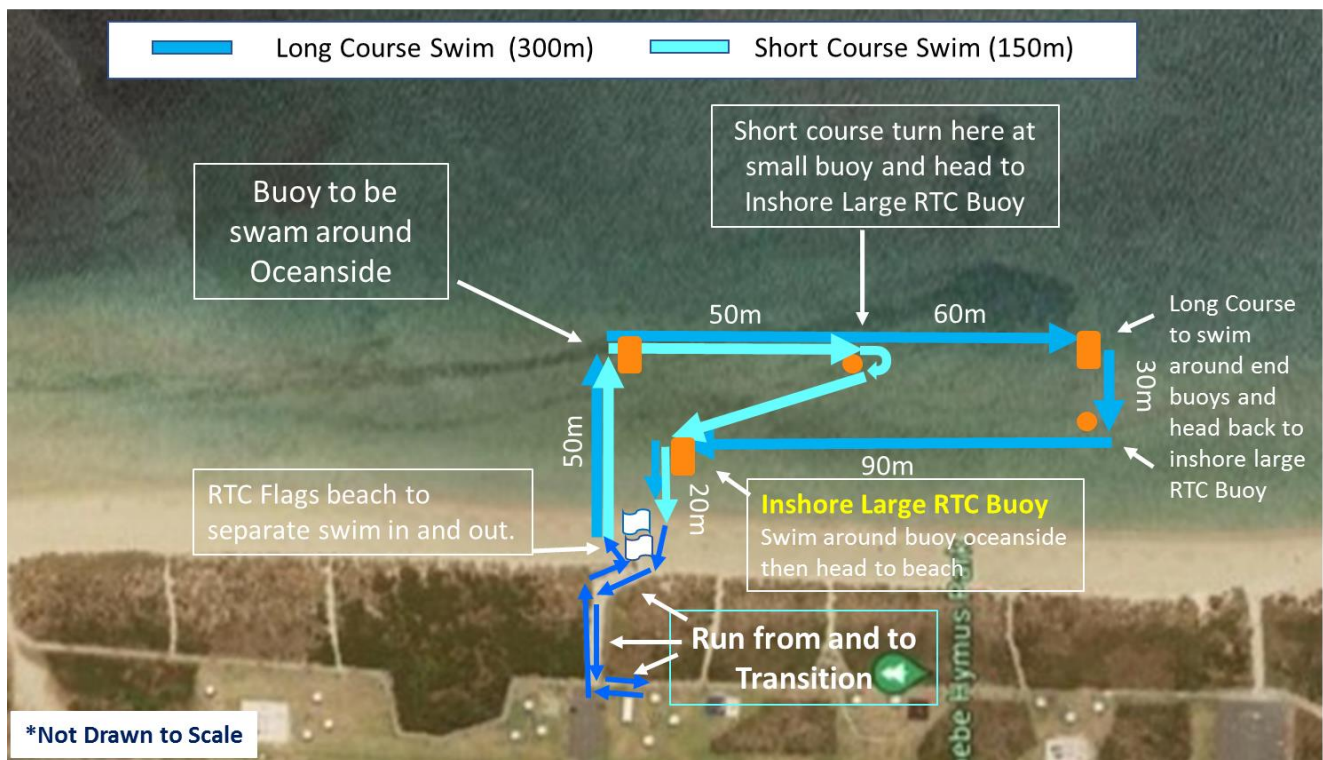 Long Course Swim (300m)
Short Course Swim (150m)
Short course turn here at
small buoy and head to
Inshore Large RTC Buoy
Buoy to be
swam around
Oceanside
50m
60m
Long Course
to swim
around end
buoys and
head back to
inshore large
RTC Buoy
30m
50m
90m
20m
RTC Flags beach to
separate swim in and out.
Inshore Large RTC Buoy
Swim around buoy oceanside
then head to beach
Run from and to
Transition
ebe Hymus Park
*Not Drawn to Scale